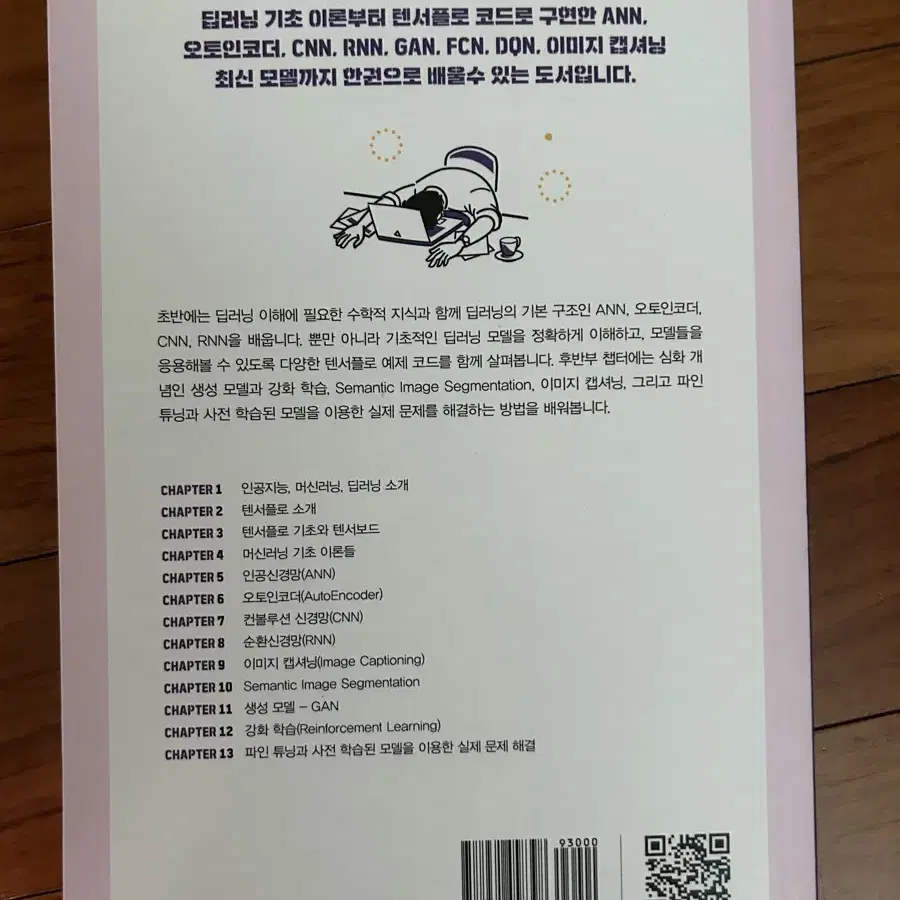 딥러닝 기초 이론부터 텐서플로 코드로 구현한 ANN,
오토인코더, CNN, RNN, GAN, FCN, DQN, 이미지 캡셔닝
최신 모델까지 한권으로 배울수 있는 도서입니다.
초반에는 딥러닝 이해에 필요한 수학적 지식과 함께 딥러닝의 기본 구조인 ANN, 오토인코더,
CNN, RNN을 배웁니다. 뿐만 아니라 기초적인 딥러닝 모델을 정확하게 이해하고, 모델들을
응용해볼 수 있도록 다양한 텐서플로 예제 코드를 함께 살펴봅니다. 후반부 챕터에는 심화 개
념인 생성 모델과 강화 학습, Semantic Image Segmentation, 이미지 캡셔닝, 그리고 파인
튜닝과 사전 학습된 모델을 이용한 실제 문제를 해결하는 방법을 배워봅니다.
CHAPTER 1 인공지능, 머신러닝, 딥러닝 소개
CHAPTER 2 텐서플로 소개
CHAPTER 3 텐서플로 기초와 텐서보드
CHAPTER 4 머신러닝 기초 이론들
CHAPTER 5 인공신경망(ANN)
CHAPTER 6 오토인코더(AutoEncoder)
CHAPTER 7 컨볼루션 신경망(CNN)
CHAPTER 8 순환신경망(RNN)
CHAPTER 9 이미지 캡셔닝(Image Captioning)
CHAPTER 10 Semantic Image Segmentation
CHAPTER 11 생성 모델 – GAN
CHAPTER 12 강화 학습(Reinforcement Learning)
CHAPTER 13 파인 튜닝과 사전 학습된 모델을 이용한 실제 문제 해결
93000